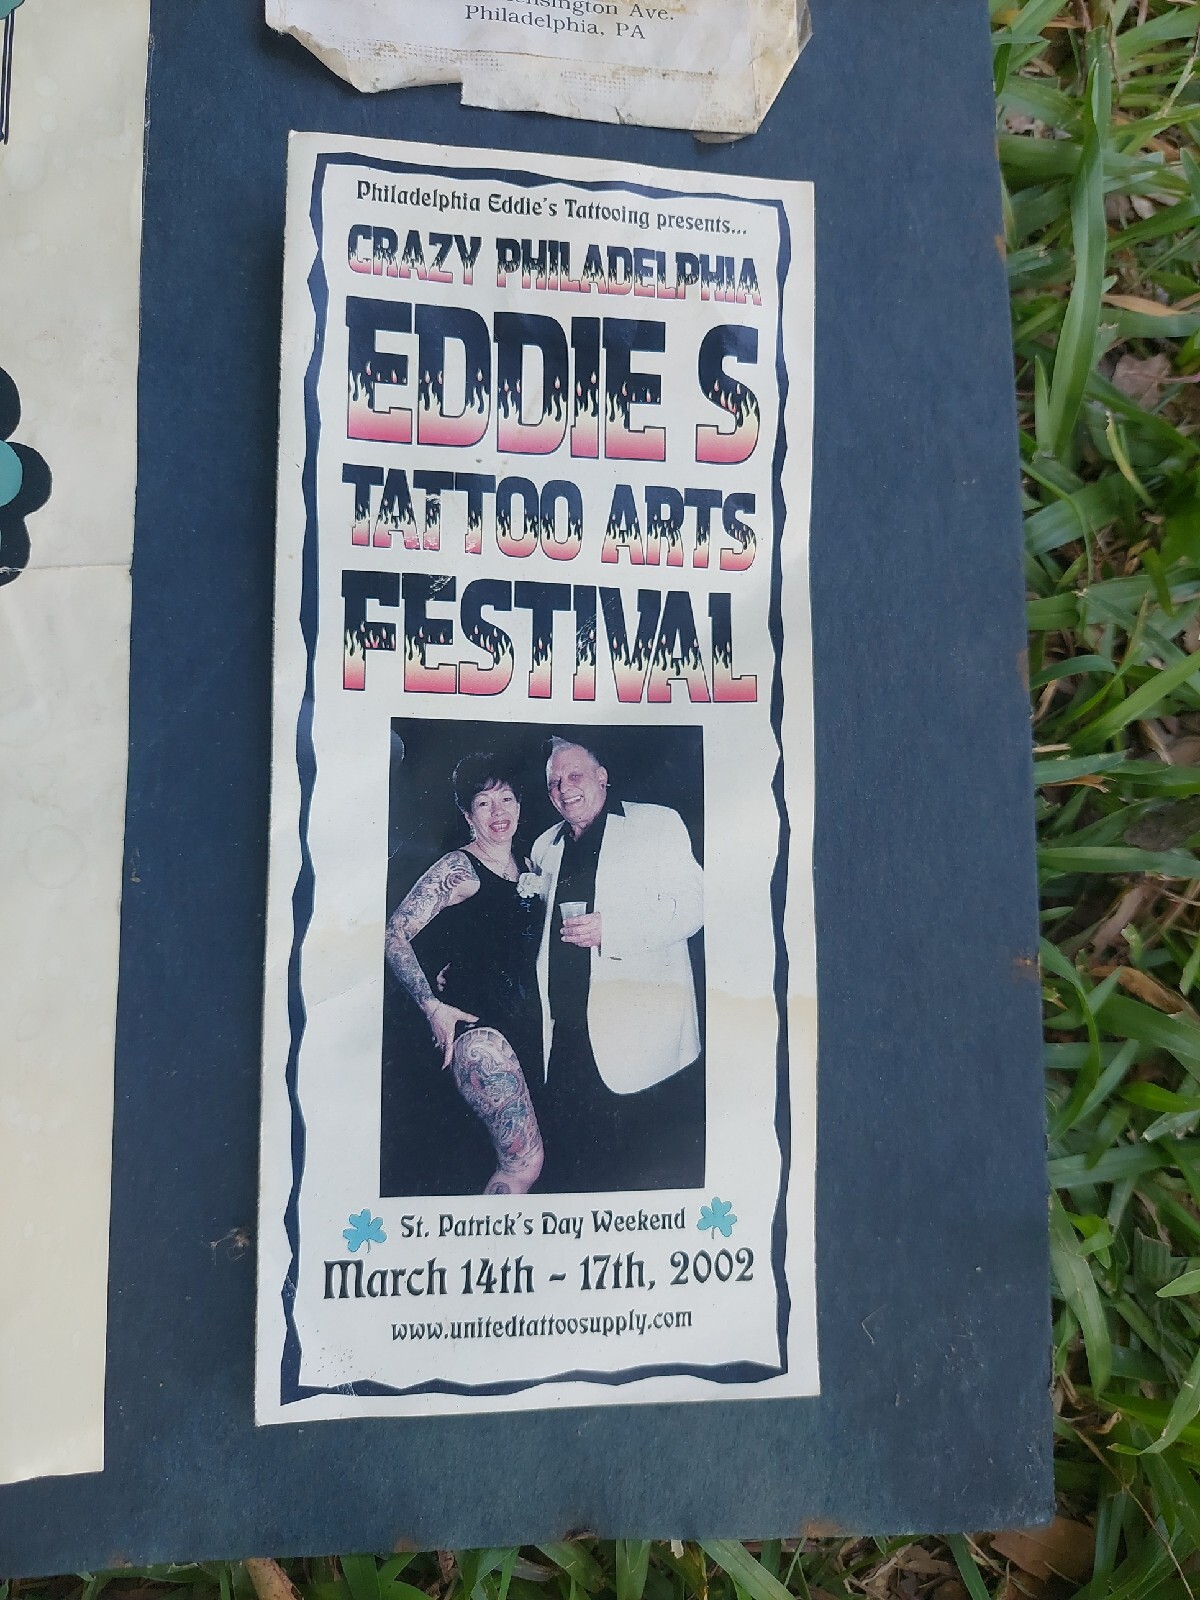 Ave.
Philadelphia, PA
Philadelphia Eddie's Tattooing presents...
CRAZY PHILADELPHIA
EDDIE S
TATTOO ARTS
FESTIVAL
St. Patrick's Day Weekend
March 14th - 17th, 2002
www.unitedtattoosupply.com